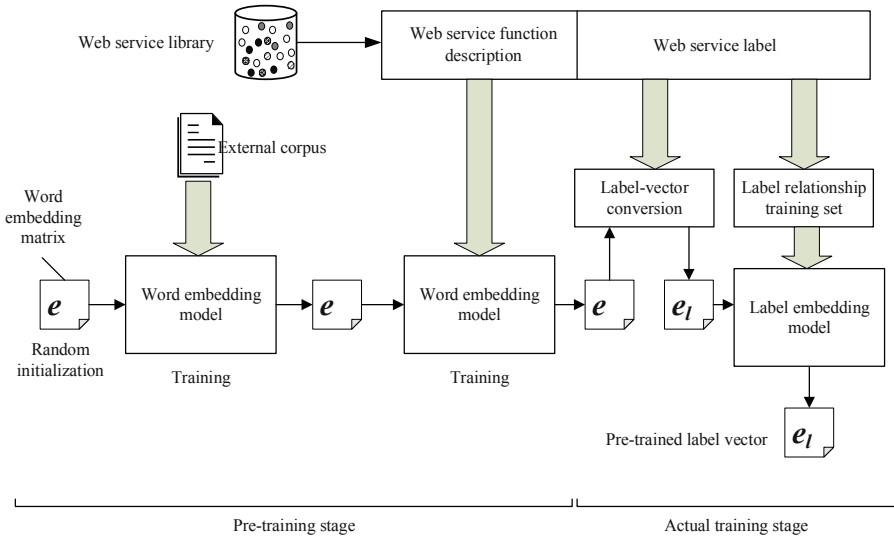 Web service library
Web service function
description
Web service label
External corpus
Word
embedding
matrix
Label-vector
conversion
Label relationship
training set
e
Word embedding
model
e
Word embedding
model
e
e_l
Label embedding
model
Random
initialization
Training
Training
Pre-trained label vector
e_l
Pre-training stage
Actual training stage